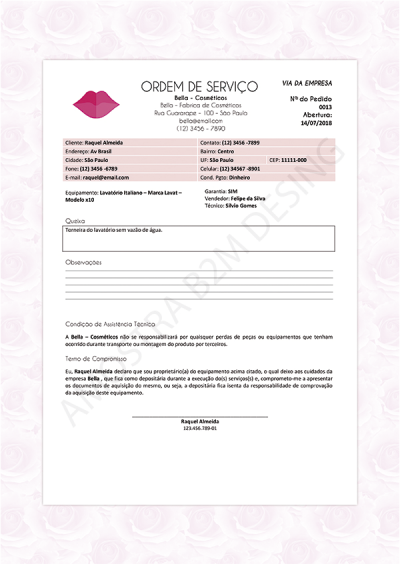 ORDEM DE SERVIÇO
Bella – Cosméticos
Bella – Fabrica de Cosméticos
Rua Guararape – 100 - São Paulo
bella@email.com
(12) 3456 - 7890
VIA DA EMPRESA
Nº do Pedido
0013
Abertura:
14/07/2018
Cliente: Raquel Almeida Contato: (12) 3456 -7899
Endereço: Av Brasil Bairro: Centro
Cidade: São Paulo UF: São Paulo CEP: 11111-000
Fone: (12) 3456 -6789 Celular: (12) 34567 -8901
E-mail: raquel@email.com Cond. Pgto: Dinheiro
Equipamento: Lavatório Italiano – Marca Lavat –
Modelo x10
Garantia: SIM
Vendedor: Felipe da Silva
Técnico: Silvio Gomes
Queixa
Torneira do lavatório sem vazão de água.
Observações
Condição de Assistência Técnica
A Bella – Cosméticos não se responsabilizará por quaisquer perdas de peças ou equipamentos que tenham
ocorrido durante transporte ou montagem do produto por terceiros.
Termo de Compromisso
Eu, Raquel Almeida declaro que sou proprietário(a) do equipamento acima citado, o qual deixo aos cuidados da
empresa Bella , que fica como depositária durante a execução do(s) serviço(s) e, comprometo-me a apresentar
os documentos de aquisição do mesmo, ou seja, a depositária fica isenta da responsabilidade de comprovação
da aquisição deste equipamento.
Raquel Almeida
123.456.789-01
AMOSTRA B2M DESING